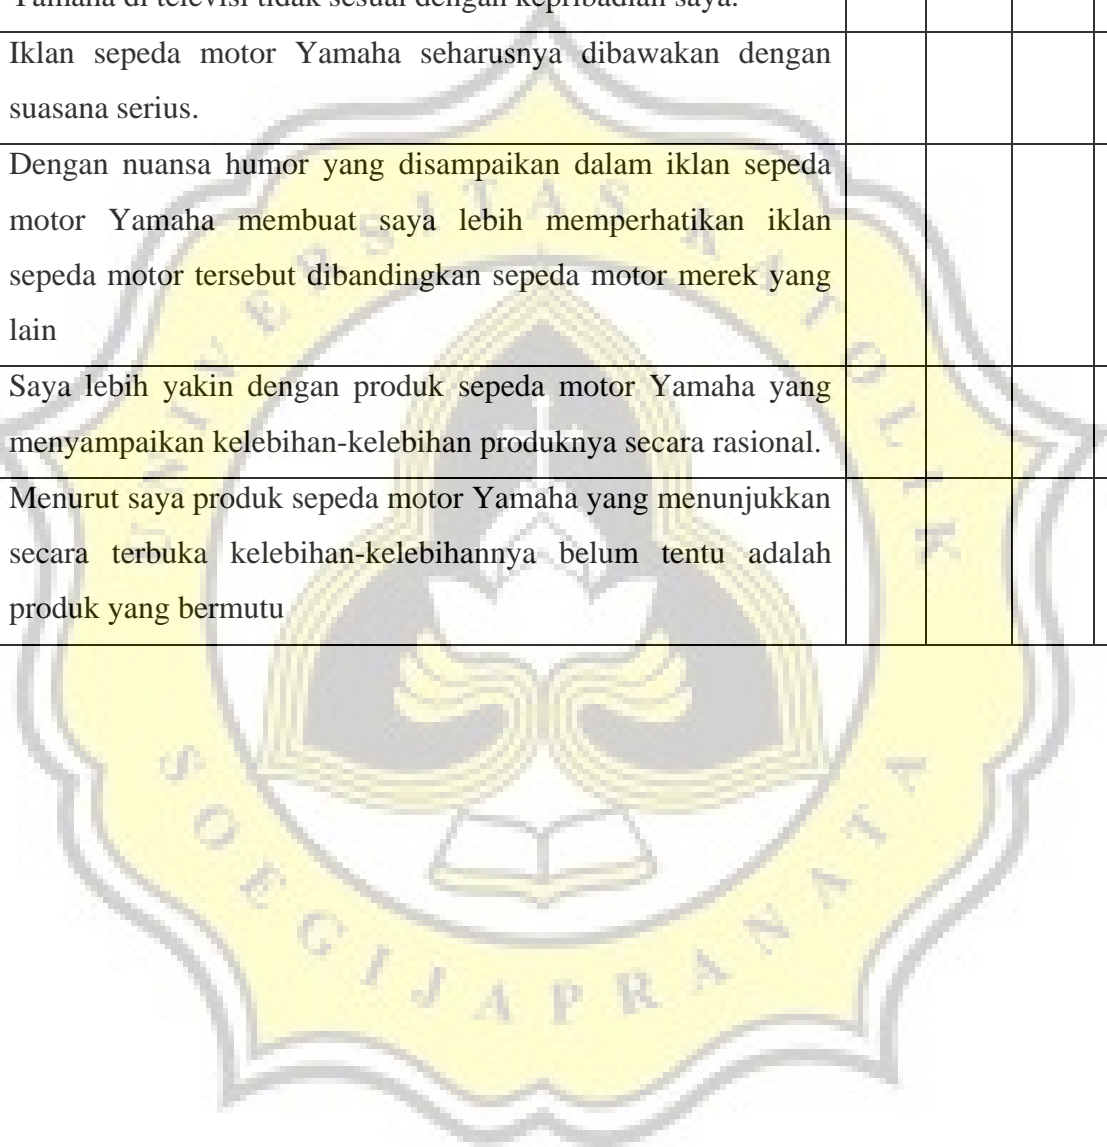 Yamaha di televisi tidak sesuai dengan kepribadian saya.
Iklan sepeda motor Yamaha seharusnya dibawakan dengan
suasana serius.
Dengan nuansa humor yang disampaikan dalam iklan sepeda
motor Yamaha membuat saya lebih memperhatikan iklan
sepeda motor tersebut dibandingkan sepeda motor merek yang
lain
Saya lebih yakin dengan produk sepeda motor Yamaha yang
menyampaikan kelebihan-kelebihan produknya secara rasional.
Menurut saya produk sepeda motor Yamaha yang menunjukkan
secara terbuka kelebihan-kelebihannya belum tentu adalah
produk yang bermutu
UNIVERSITAS KATOLIK
SOEGIJAPRANATA